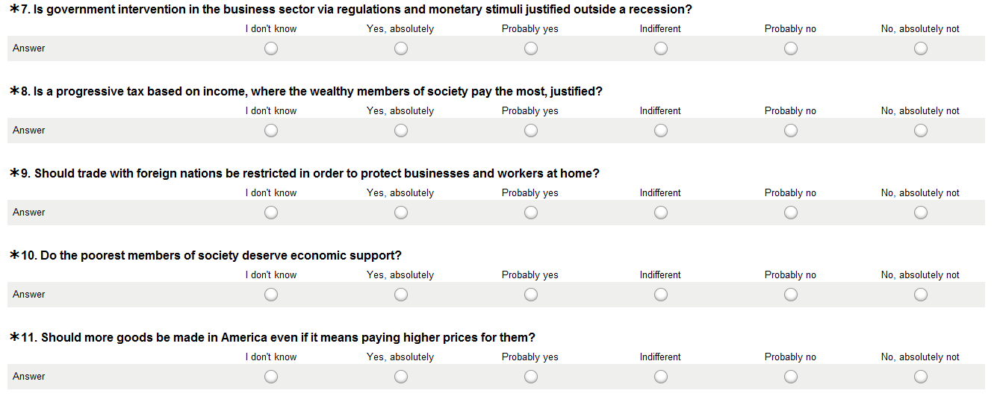 *7. Is government intervention in the business sector via regulations and monetary stimuli justified outside a recession?
I don't know Yes, absolutely Probably yes Indifferent Probably no No, absolutely not
Answer
*8. Is a progressive tax based on income, where the wealthy members of society pay the most, justified?
I don't know Yes, absolutely Probably yes Indifferent Probably no No, absolutely not
Answer
*9. Should trade with foreign nations be restricted in order to protect businesses and workers at home?
I don't know Yes, absolutely Probably yes Indifferent Probably no No, absolutely not
Answer
*10. Do the poorest members of society deserve economic support?
I don't know Yes, absolutely Probably yes Indifferent Probably no No, absolutely not
Answer
*11. Should more goods be made in America even if it means paying higher prices for them?
I don't know Yes, absolutely Probably yes Indifferent Probably no No, absolutely not
Answer